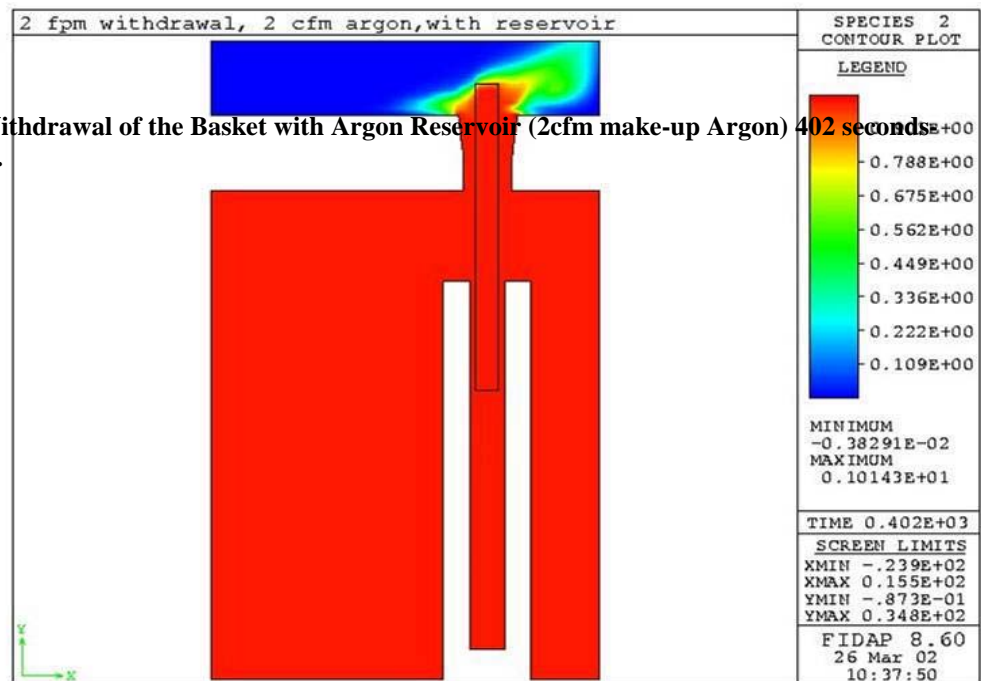 2 fpm withdrawal, 2 cfm argon,with reservoir
SPECIES 2
CONTOUR PLOT
LEGEND
ithdrawal of the Basket with Argon Reservoir (2cfm make-up Argon) 402 seconds-
.
0.788E+00
0.675E+00
0.562E+00
0.449E+00
0.336E+00
0.222E+00
0.109E+00
MINIMUM
-0.38291E-02
MAXIMUM
0.10143E+01
TIME 0.402E+03
SCREEN LIMITS
XMIN -.239E+02
XMAX 0.155E+02
YMIN -.873E-01
YMAX 0.348E+02
FIDAP 8.60
26 Mar 02
10:37:50
Y
X